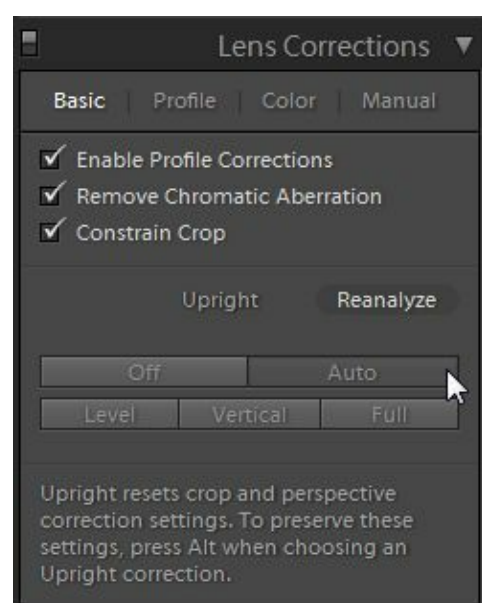 Lens Corrections
Basic | Profile | Color | Manual
Enable Profile Corrections
Remove Chromatic Aberration
Constrain Crop
Upright Reanalyze
Off Auto
Level Vertical Full
Upright resets crop and perspective
correction settings. To preserve these
settings, press Alt when choosing an
Upright correction.